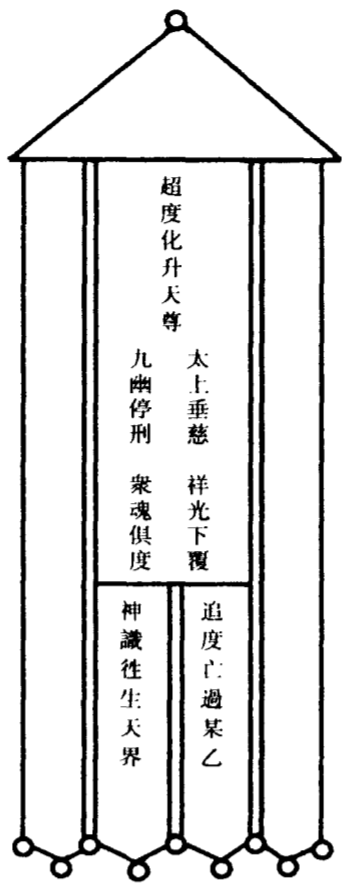 超度化升天尊
太上垂慈　祥光下覆
九幽停刑　衆魂俱度
追度亡過某乙
神識徃生天界